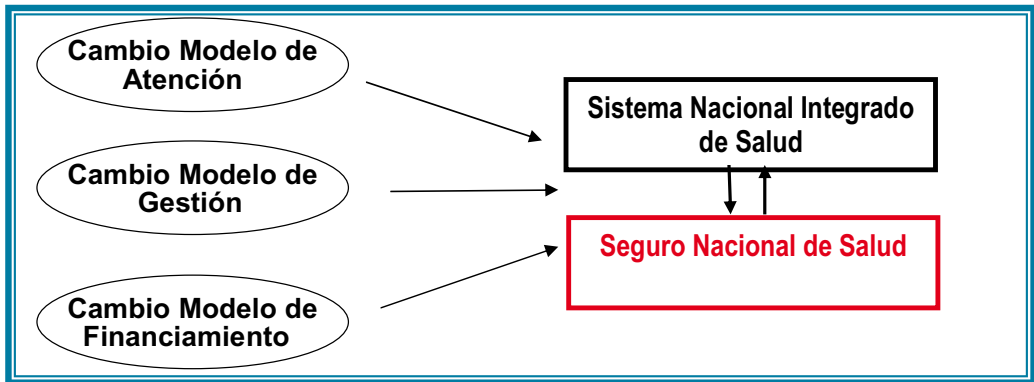 Cambio Modelo de
Atención
Cambio Modelo de
Gestión
Cambio Modelo de
Financiamiento
Sistema Nacional Integrado
de Salud
Seguro Nacional de Salud